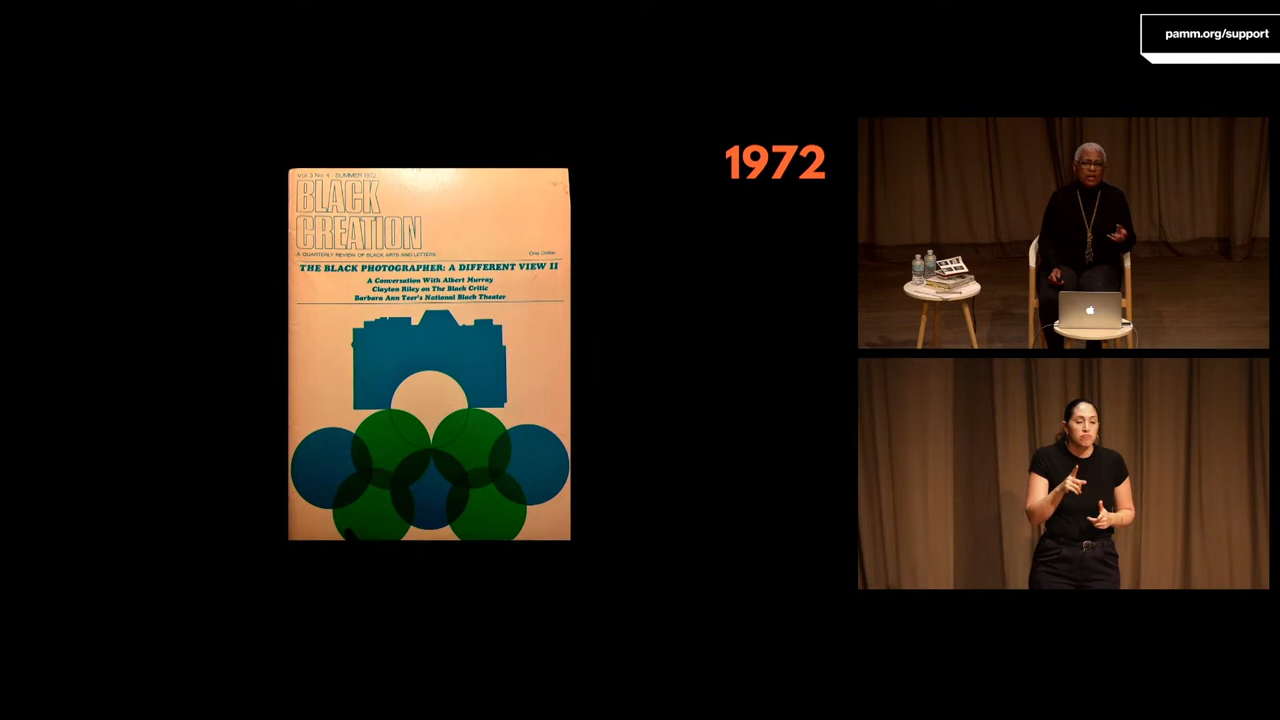 pamm.org/support
1972
Vol 3 No 4 SUMMER 1972
BLACK
CREATION
A QUARTERLY REVIEW OF BLACK ARTS AND LETTERS
One Dollar
THE BLACK PHOTOGRAPHER: A DIFFERENT VIEW II
A Conversation With Albert Murray
Clayton Riley on The Black Critic
Barbara Ann Teer's National Black Theater